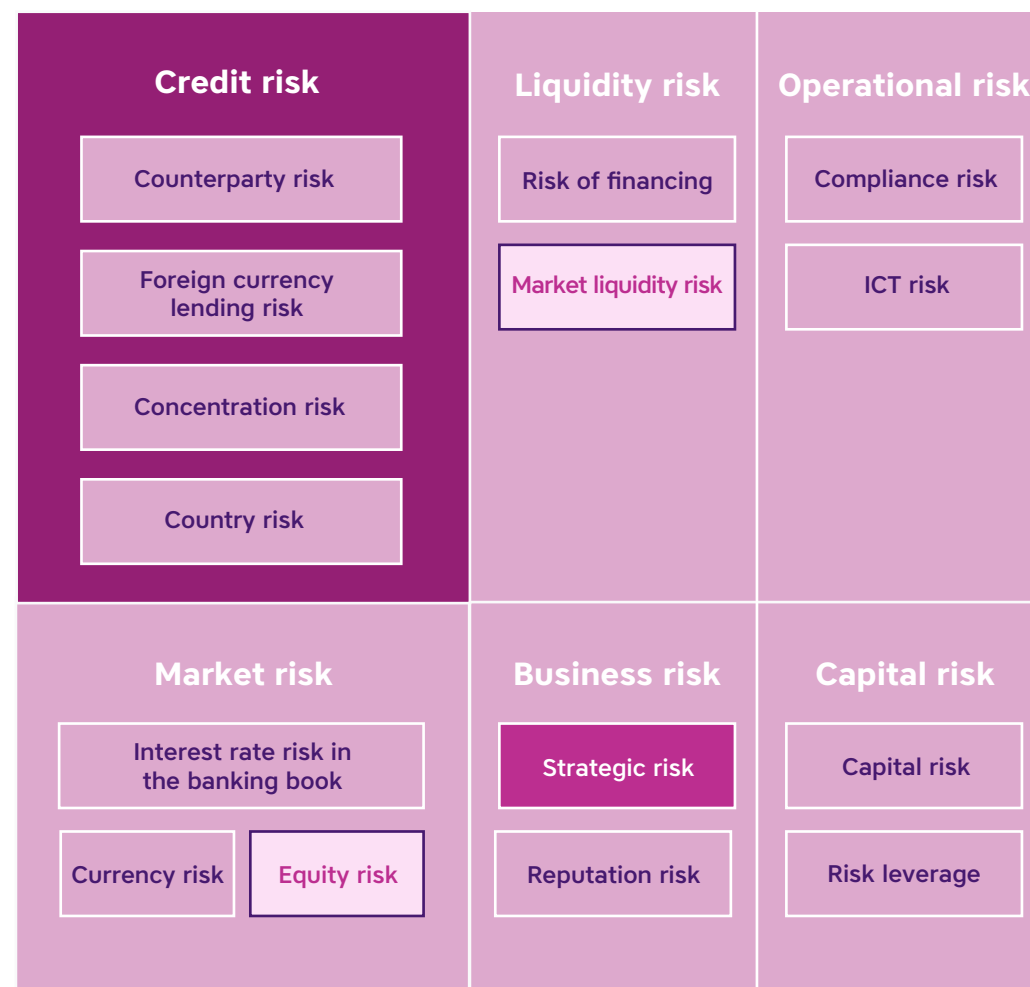 Credit risk
Counterparty risk
Foreign currency
lending risk
Concentration risk
Country risk
Liquidity risk
Risk of financing
Market liquidity risk
Operational risk
Compliance risk
ICT risk
Market risk
Interest rate risk in
the banking book
Currency risk
Equity risk
Business risk
Strategic risk
Reputation risk
Capital risk
Capital risk
Risk leverage